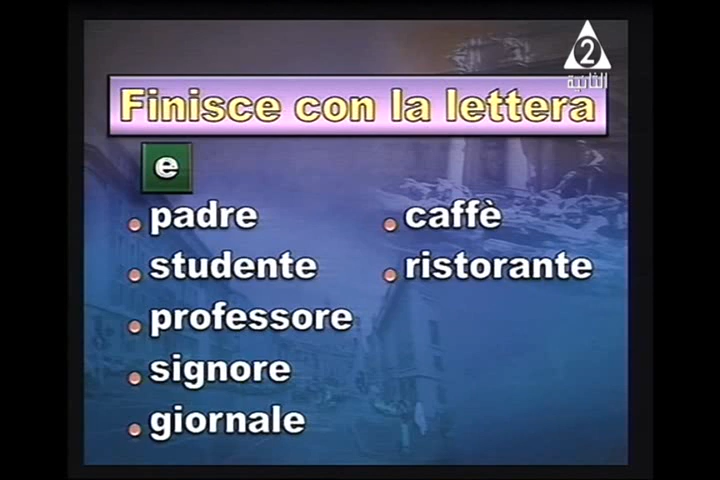 2
الثانية
Finisce con la lettera
e
padre
studente
professore
signore
giornale
caffè
ristorante